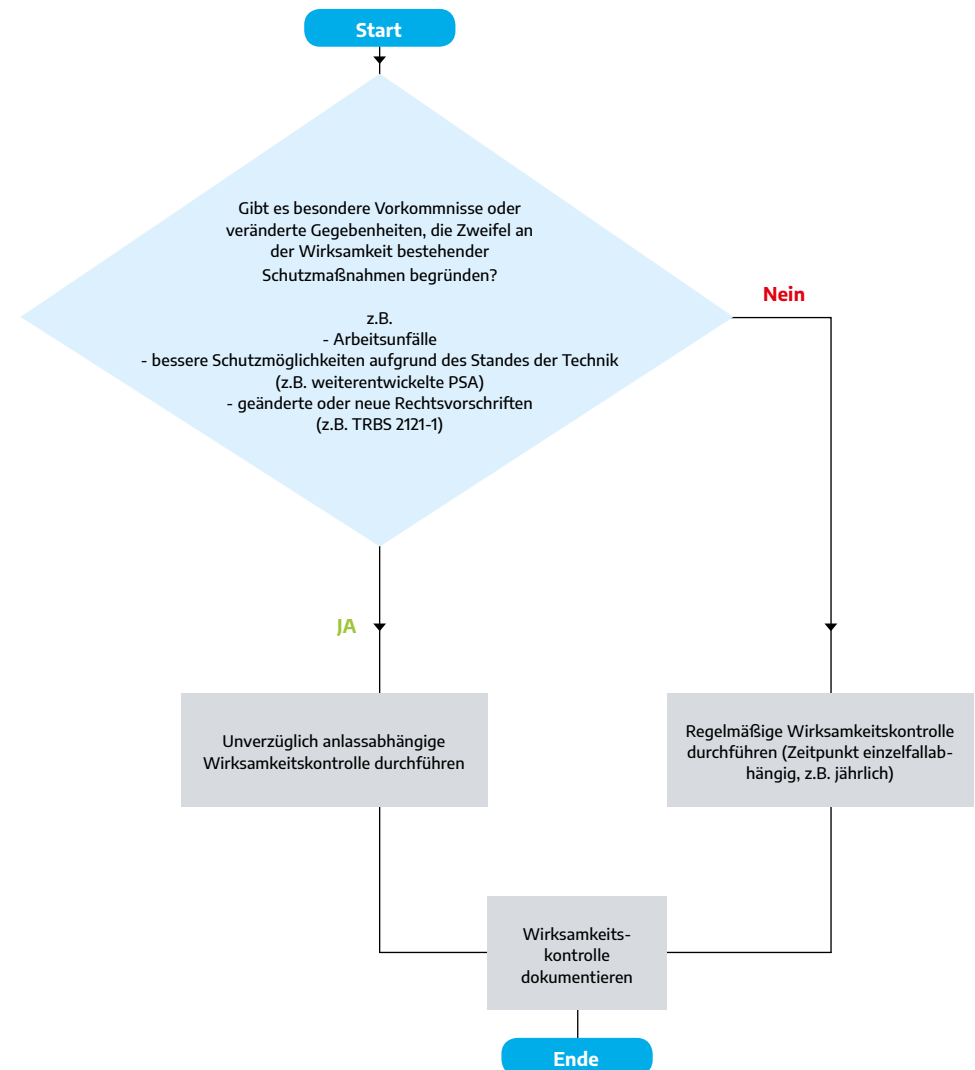 Start
Gibt es besondere Vorkommnisse oder
veränderte Gegebenheiten, die Zweifel an
der Wirksamkeit bestehender
Schutzmaßnahmen begründen?
z.B.
- Arbeitsunfälle
- bessere Schutzmöglichkeiten aufgrund des Standes der Technik
(z.B. weiterentwickelte PSA)
- geänderte oder neue Rechtsvorschriften
(z.B. TRBS 2121-1)
Nein
JA
Unverzüglich anlassabhängige
Wirksamkeitskontrolle durchführen
Regelmäßige Wirksamkeitskontrolle
durchführen (Zeitpunkt einzelfallab-
hängig, z.B. jährlich)
Wirksamkeits-
kontrolle
dokumentieren
Ende